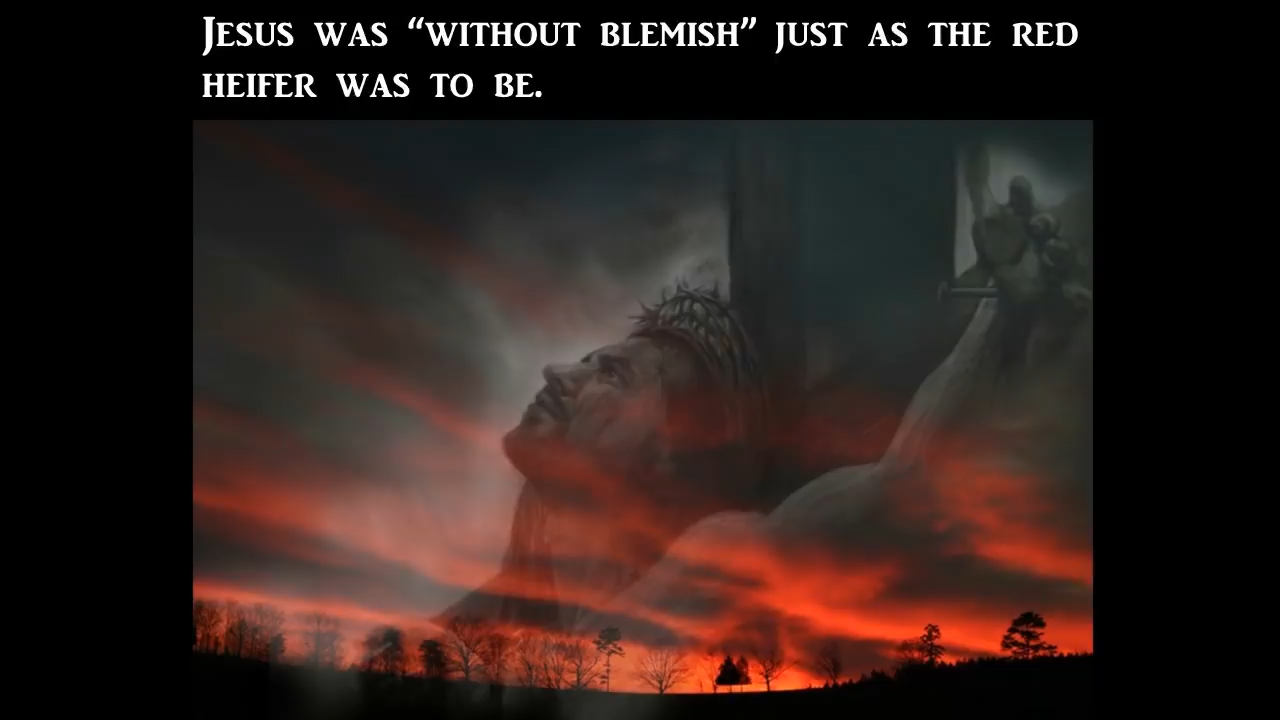 Jesus was “without blemish” just as the red
heifer was to be.